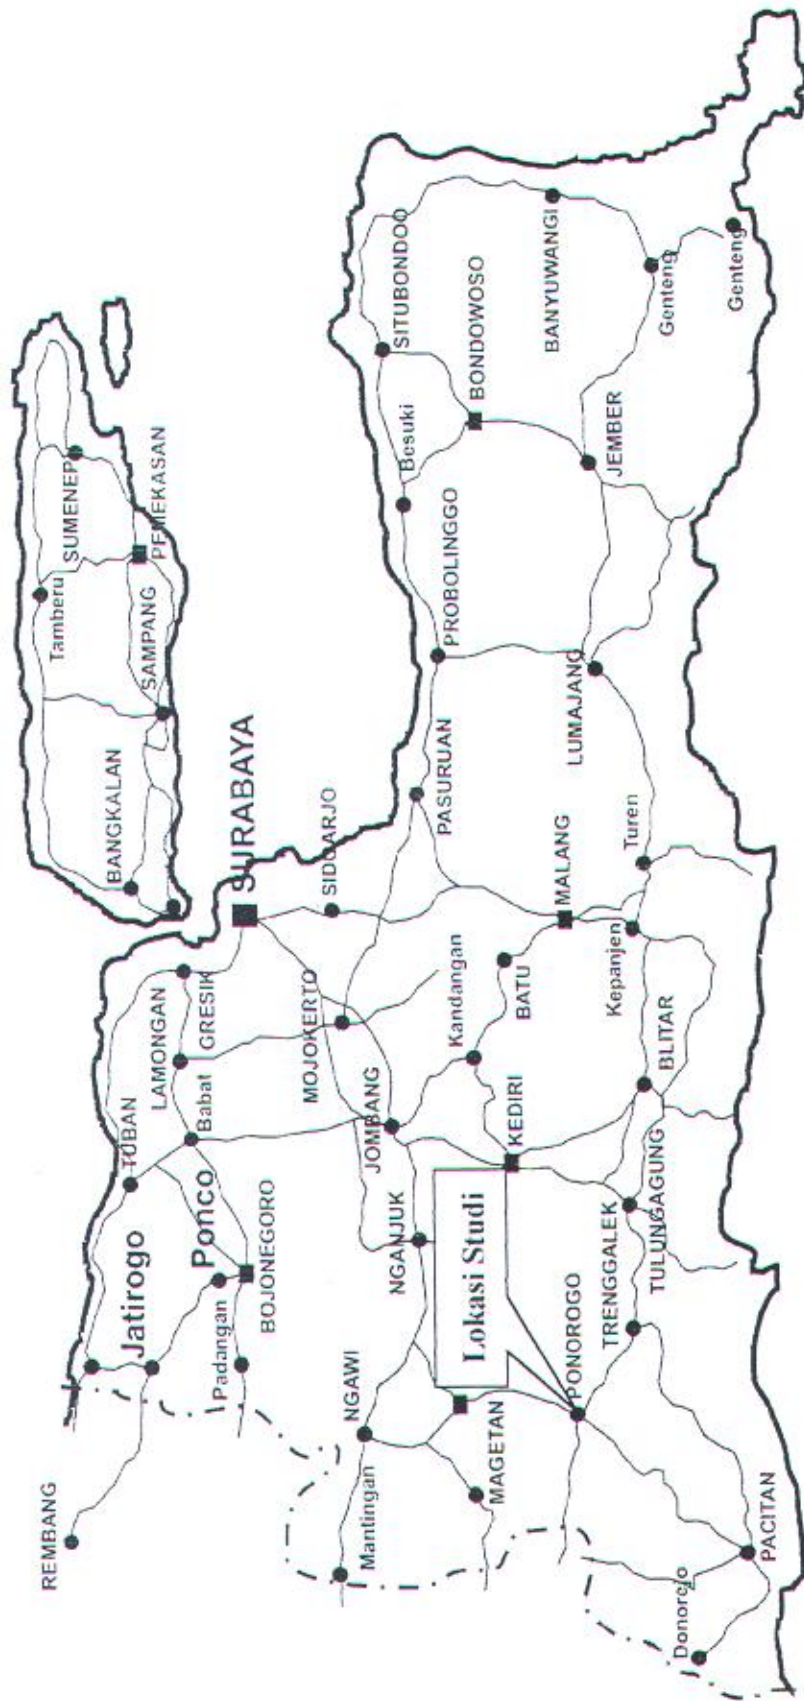 REMBANG
Jatirogo
TUBAN
LAMONGAN
GRESIK
Babat
Ponco
Padangan
BOJONEGORO
SURABAYA
SIDOARJO
BANGKALAN
SAMPANG
Tamberu
PEMEKASAN
SUMENEP
Mantingan
NGAWI
MAGETAN
NGANJUK
JOMBANG
MOJOKERTO
Kandangan
KEDIRI
BATU
MALANG
PASURUAN
PROBOLINGGO
Besuki
SITUBONDOO
BONDOWOSO
BANYUWANGI
Lokasi Studi
PONOROGO
TRENGGALEK
TULUNGAGUNG
BLITAR
Kepanjen
Turen
LUMAJANG
JEMBER
Genteng
Genteng
Donorejo
PACITAN